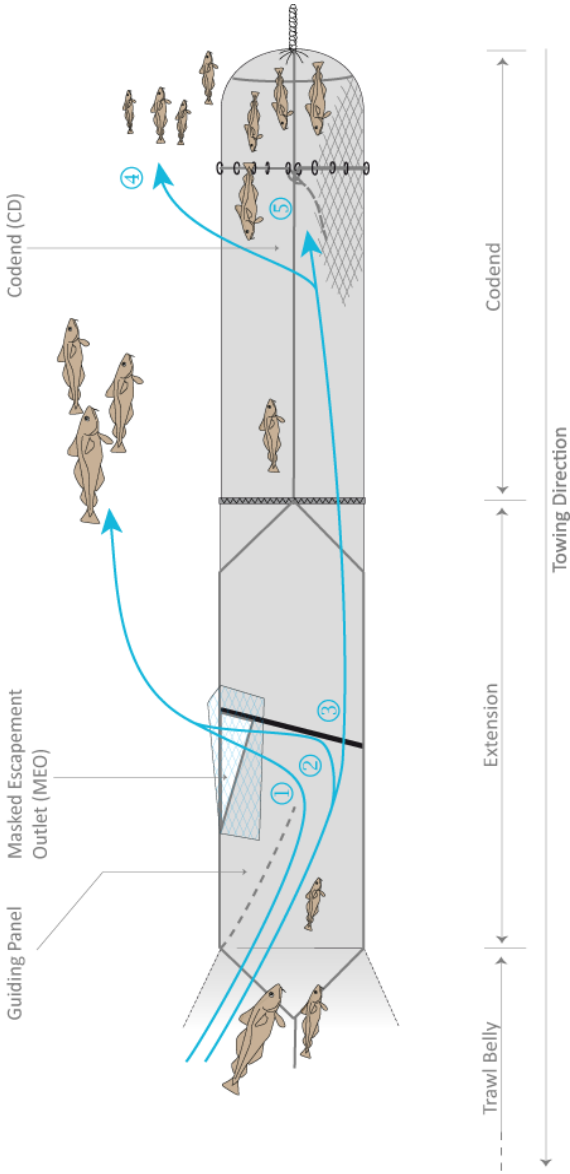 Guiding Panel
Masked Escapement
Outlet (MEO)
Codend (CD)
①
②
③
④
⑤
Trawl Belly
Extension
Codend
Towing Direction